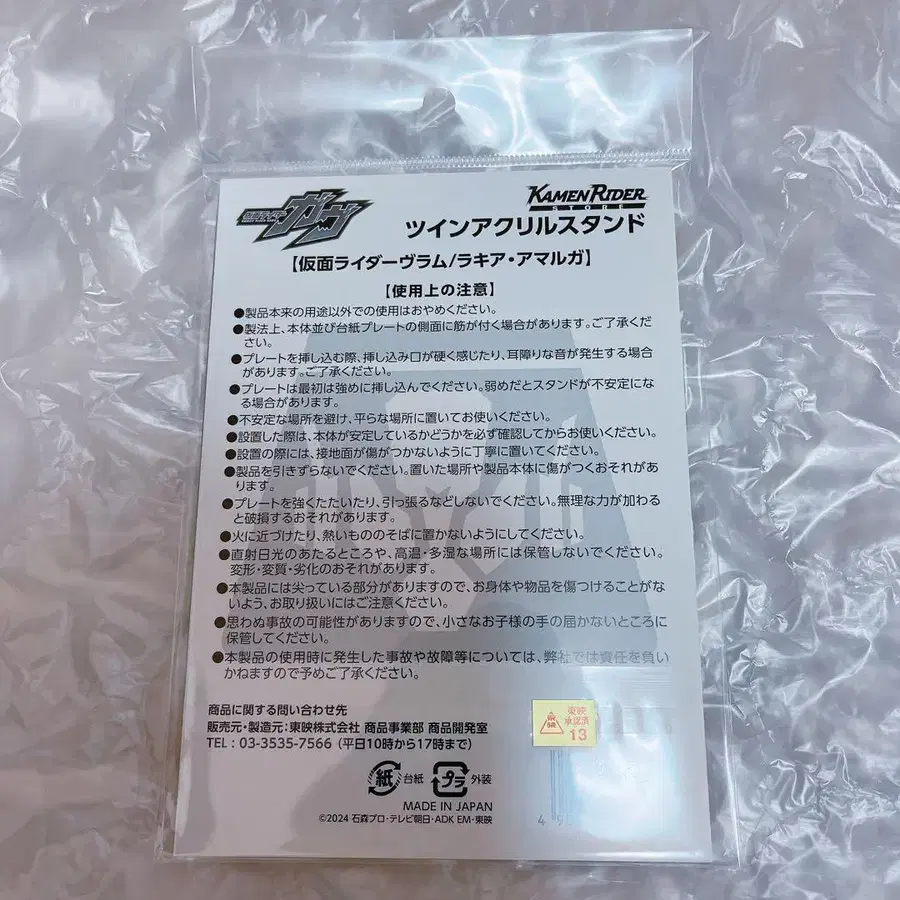 仮面ライダー
ガヴ
KAMEN RIDER
STORE
ツインアクリルスタンド
【仮面ライダーヴラム/ラキア・アマルガ】
【使用上の注意】
●製品本来の用途以外での使用はおやめください。
●製法上、本体並び台紙プレートの側面に筋が付く場合があります。ご了承くだ
さい。
●プレートを挿し込む際、挿し込み口が硬く感じたり、耳障りな音が発生する場合
があります。ご了承ください。
●プレートは最初は強めに挿し込んでください。弱めだとスタンドが不安定にな
る場合があります。
●不安定な場所を避け、平らな場所に置いてお使いください。
●設置した際は、本体が安定しているかどうかを必ず確認してからお使いください。
●設置の際には、接地面が傷がつかないように丁寧に置いてください。
●製品を引きずらないでください。置いた場所や製品本体に傷がつくおそれがあ
ります。
●プレートを強くたたいたり、引っ張るなどしないでください。無理な力が加わる
と破損するおそれがあります。
●火に近づけたり、熱いもののそばに置かないようにしてください。
●直射日光のあたるところや、高温・多湿な場所には保管しないでください。
変形・変質・劣化のおそれがあります。
●本製品には尖っている部分がありますので、お身体や物品を傷つけることがな
いよう、お取り扱いにはご注意ください。
●思わぬ事故の可能性がありますので、小さなお子様の手の届かないところに
保管してください。
●本製品の使用時に発生した事故や故障等については、弊社では責任を負い
かねますので予めご了承ください。
商品に関する問い合わせ先
販売元・製造元：東映株式会社 商品事業部 商品開発室
TEL：03-3535-7566（平日10時から17時まで）
東映
東映
承認済
13
紙 台紙 プラ 外装
MADE IN JAPAN
©2024 石森プロ・テレビ朝日・ADK EM・東映